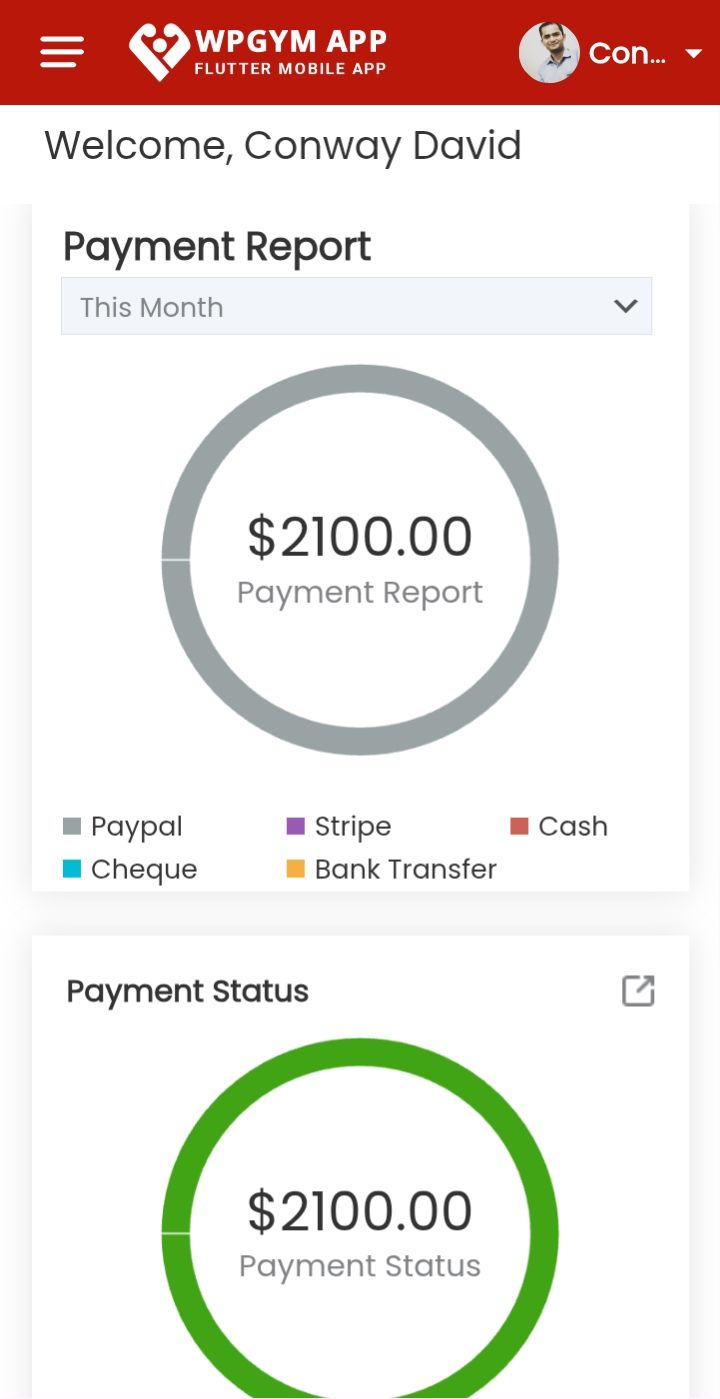 WPGYM APP
FLUTTER MOBILE APP
Con...
Welcome, Conway David
Payment Report
This Month
$2100.00
Payment Report
Paypal Stripe Cash
Cheque Bank Transfer
Payment Status
$2100.00
Payment Status